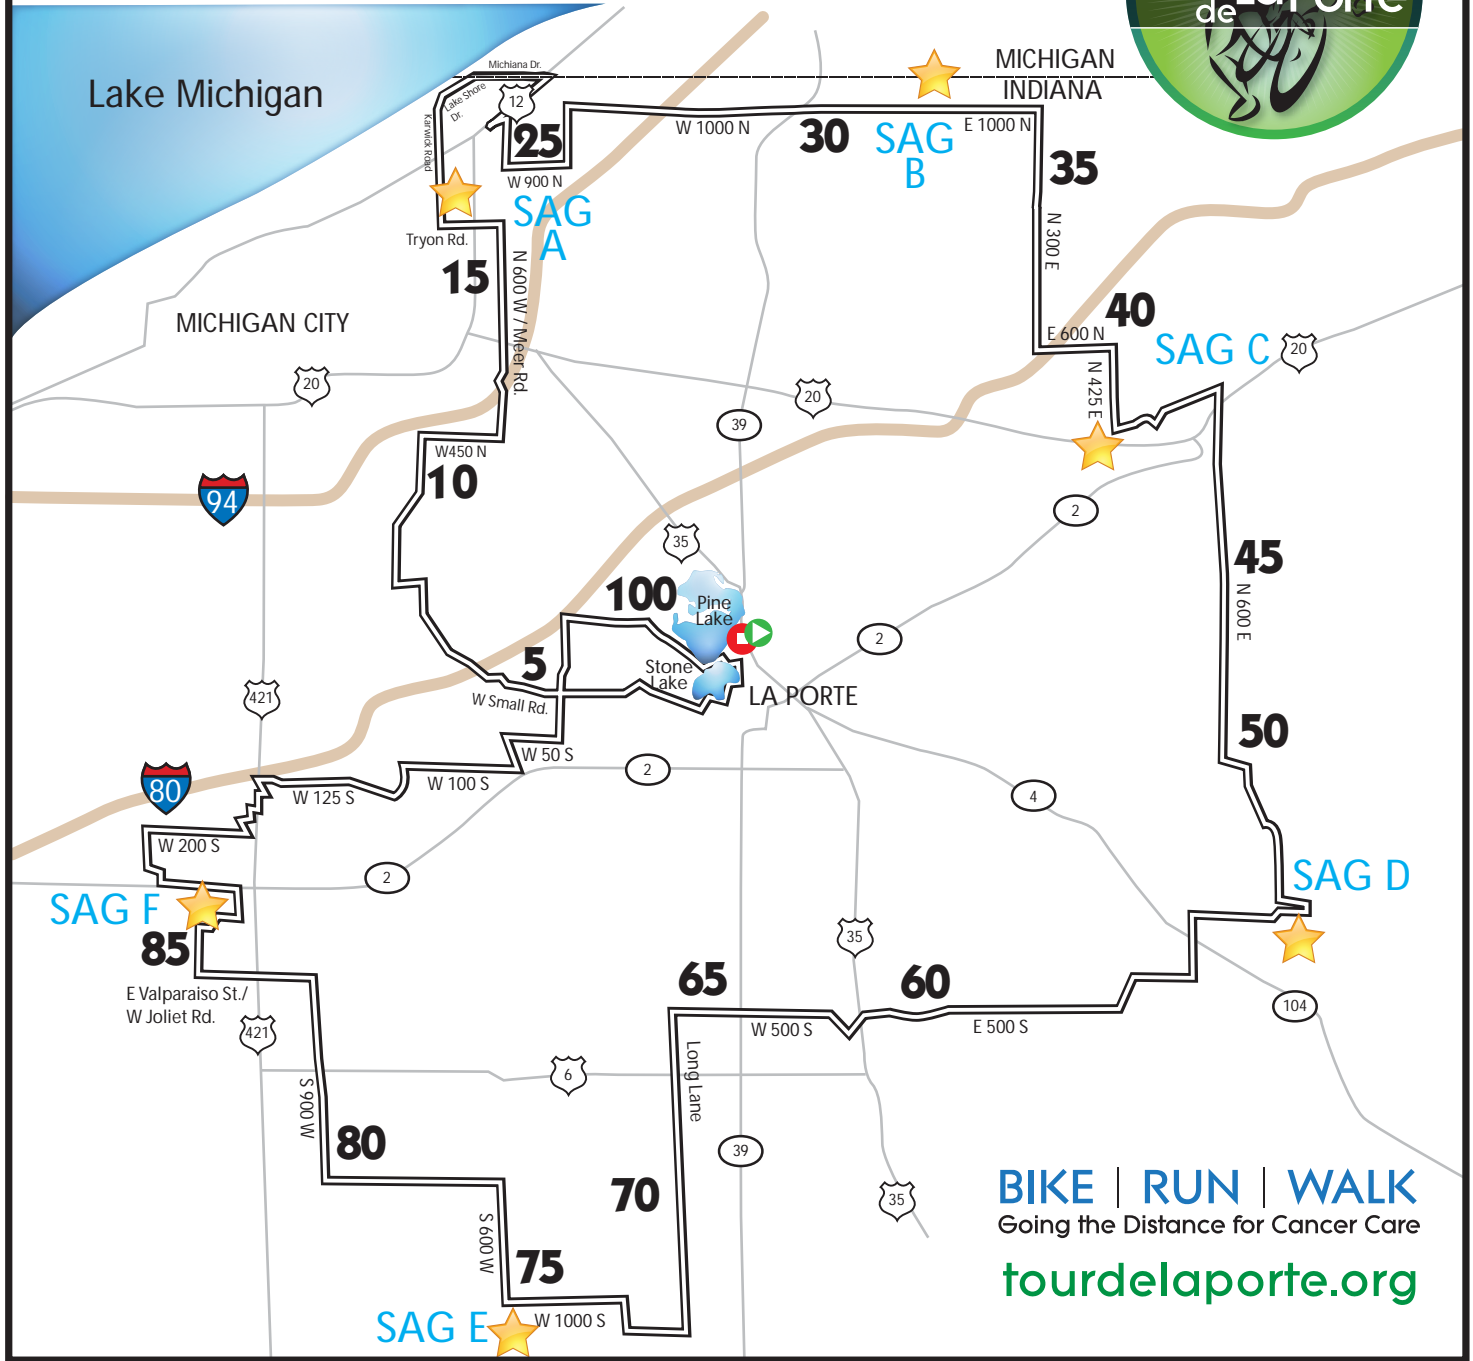 de LaPorte
Lake Michigan
Michiana Dr.
MICHIGAN
INDIANA
Lake Shore
Dr.
12
Karwick Road
25
W 1000 N
30
SAG
B
E 1000 N
35
W 900 N
SAG
A
Tryon Rd.
15
N 600 W / Meer Rd.
N 300 E
MICHIGAN CITY
40
E 600 N
SAG C
20
20
20
N 425 E
39
W450 N
10
94
2
35
45
100
Pine
Lake
N 600 E
2
5
Stone
Lake
LA PORTE
421
W Small Rd.
50
W 50 S
2
80
W 100 S
W 125 S
4
W 200 S
2
SAG D
SAG F
85
35
65
60
E Valparaiso St./
W Joliet Rd.
104
421
W 500 S
E 500 S
6
Long Lane
S 900 W
80
39
70
35
BIKE | RUN | WALK
Going the Distance for Cancer Care
S 600 W
75
tourdelaporte.org
SAG E
W 1000 S